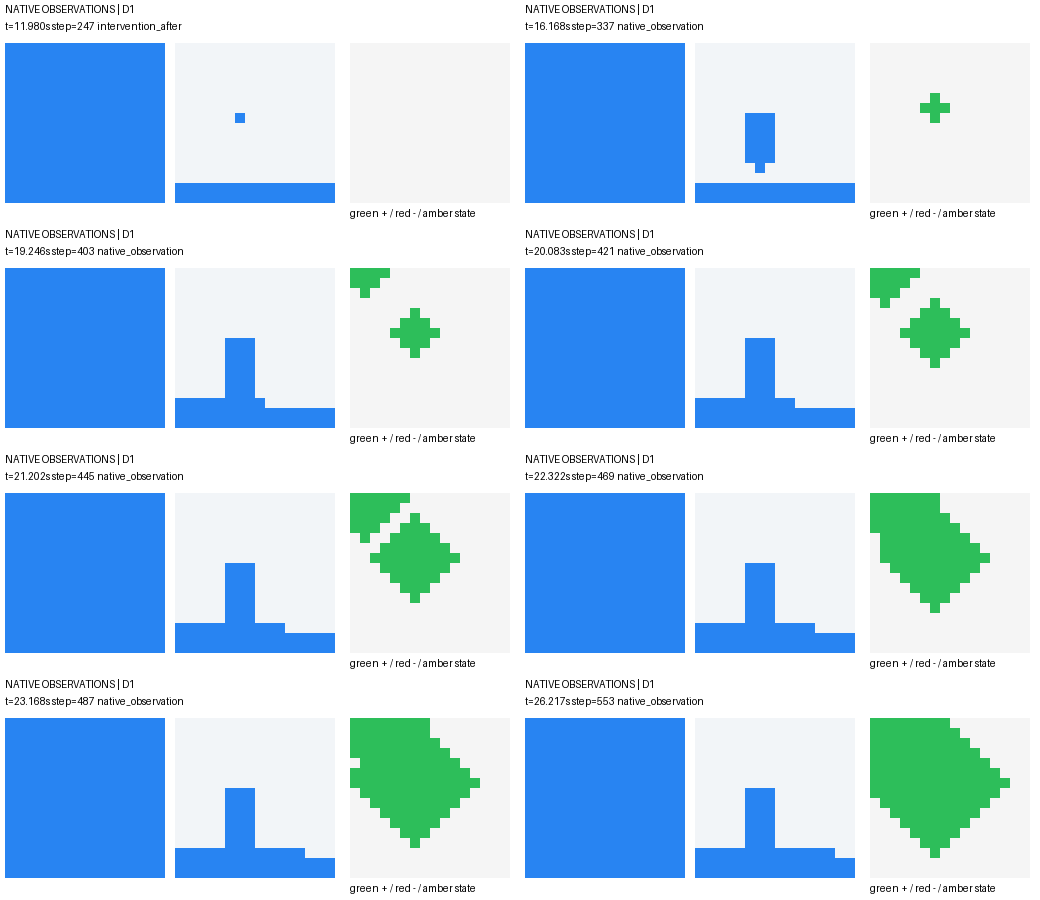 NATIVE OBSERVATIONS | D1
t=11.980s step=247 intervention_after
green + / red - / amber state
NATIVE OBSERVATIONS | D1
t=16.168s step=337 native_observation
green + / red - / amber state
NATIVE OBSERVATIONS | D1
t=19.246s step=403 native_observation
green + / red - / amber state
NATIVE OBSERVATIONS | D1
t=20.083s step=421 native_observation
green + / red - / amber state
NATIVE OBSERVATIONS | D1
t=21.202s step=445 native_observation
green + / red - / amber state
NATIVE OBSERVATIONS | D1
t=22.322s step=469 native_observation
green + / red - / amber state
NATIVE OBSERVATIONS | D1
t=23.168s step=487 native_observation
green + / red - / amber state
NATIVE OBSERVATIONS | D1
t=26.217s step=553 native_observation
green + / red - / amber state